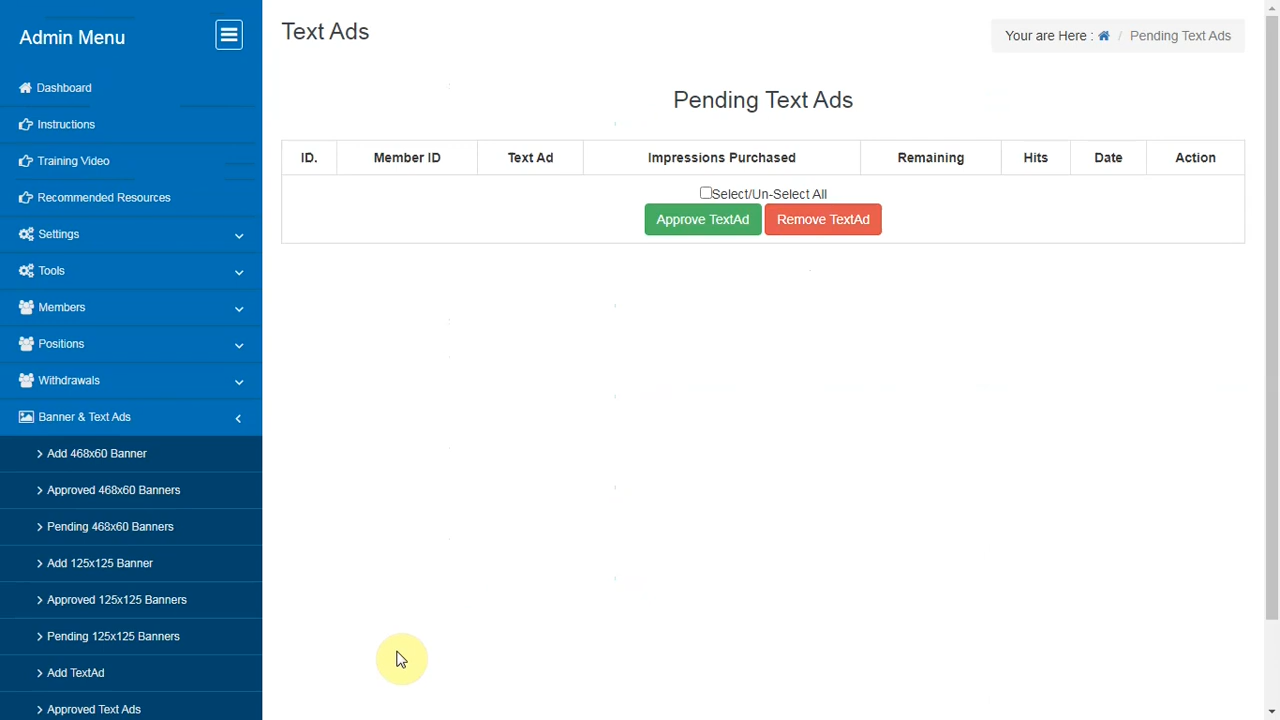 Admin Menu
Dashboard
Instructions
Training Video
Recommended Resources
Settings
Tools
Members
Positions
Withdrawals
Banner & Text Ads
Add 468x60 Banner
Approved 468x60 Banners
Pending 468x60 Banners
Add 125x125 Banner
Approved 125x125 Banners
Pending 125x125 Banners
Add TextAd
Approved Text Ads
Text Ads
Your are Here : / Pending Text Ads
Pending Text Ads
ID. Member ID Text Ad Impressions Purchased Remaining Hits Date Action
Select/Un-Select All
Approve TextAd Remove TextAd